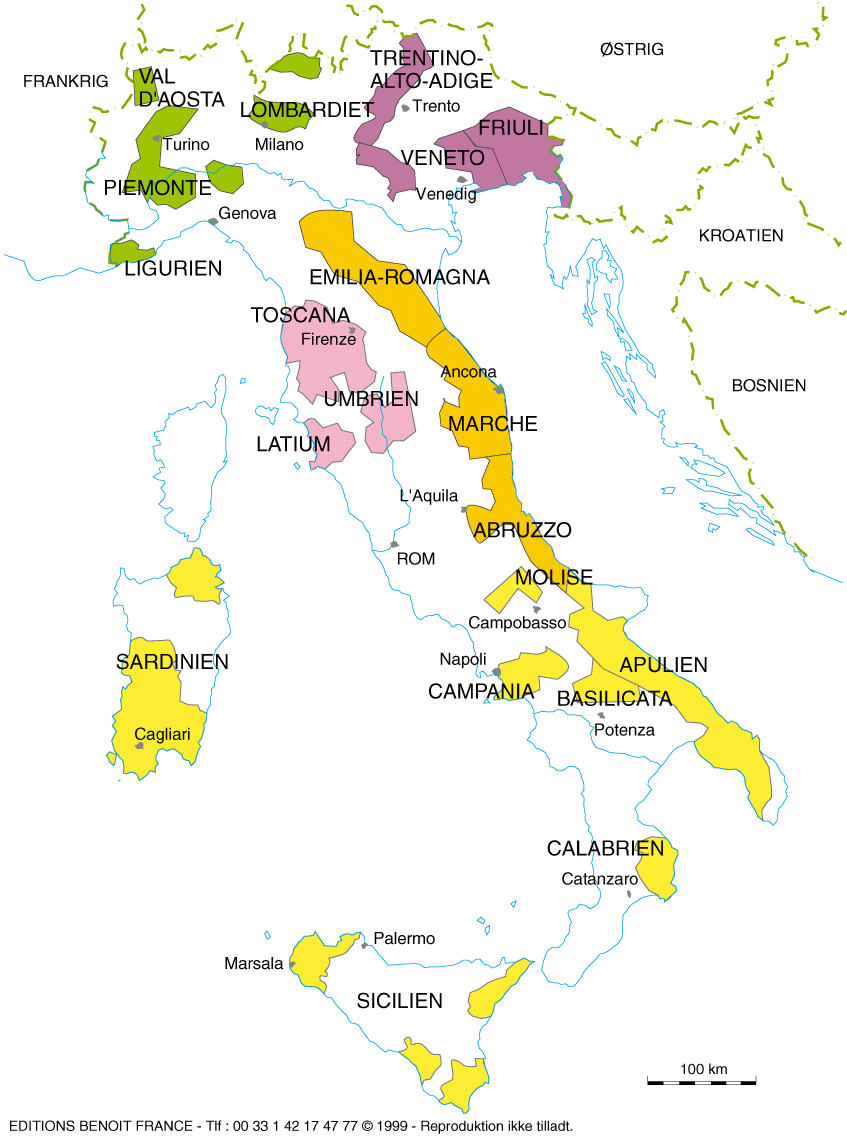 ØSTRIG
TRENTINO-
ALTO-ADIGE
FRANKRIG
VAL
D'AOSTA
LOMBARDIET
Trento
Turino
Milano
FRIULI
VENETO
PIEMONTE
Venedig
Genova
KROATIEN
LIGURIEN
EMILIA-ROMAGNA
TOSCANA
Firenze
Ancona
BOSNIEN
UMBRIEN
MARCHE
LATIUM
L'Aquila
ABRUZZO
ROM
MOLISE
Campobasso
Napoli
SARDINIEN
APULIEN
CAMPANIA
BASILICATA
Potenza
Cagliari
CALABRIEN
Catanzaro
Palermo
Marsala
SICILIEN
100 km
EDITIONS BENOIT FRANCE - Tlf : 00 33 1 42 17 47 77 © 1999 - Reproduktion ikke tilladt.